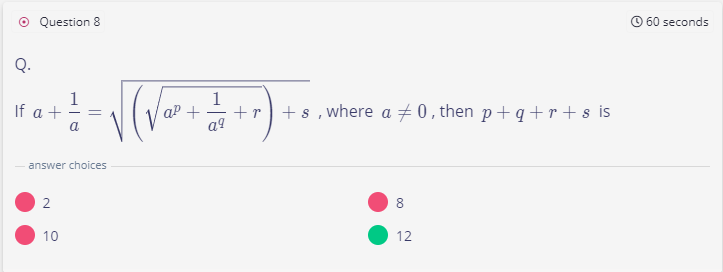 Question 8
60 seconds
Q.
If a + 1/a = √((√(a^p + 1/a^q + r)) + s) , where a ≠ 0 , then p + q + r + s is
answer choices
2
8
10
12